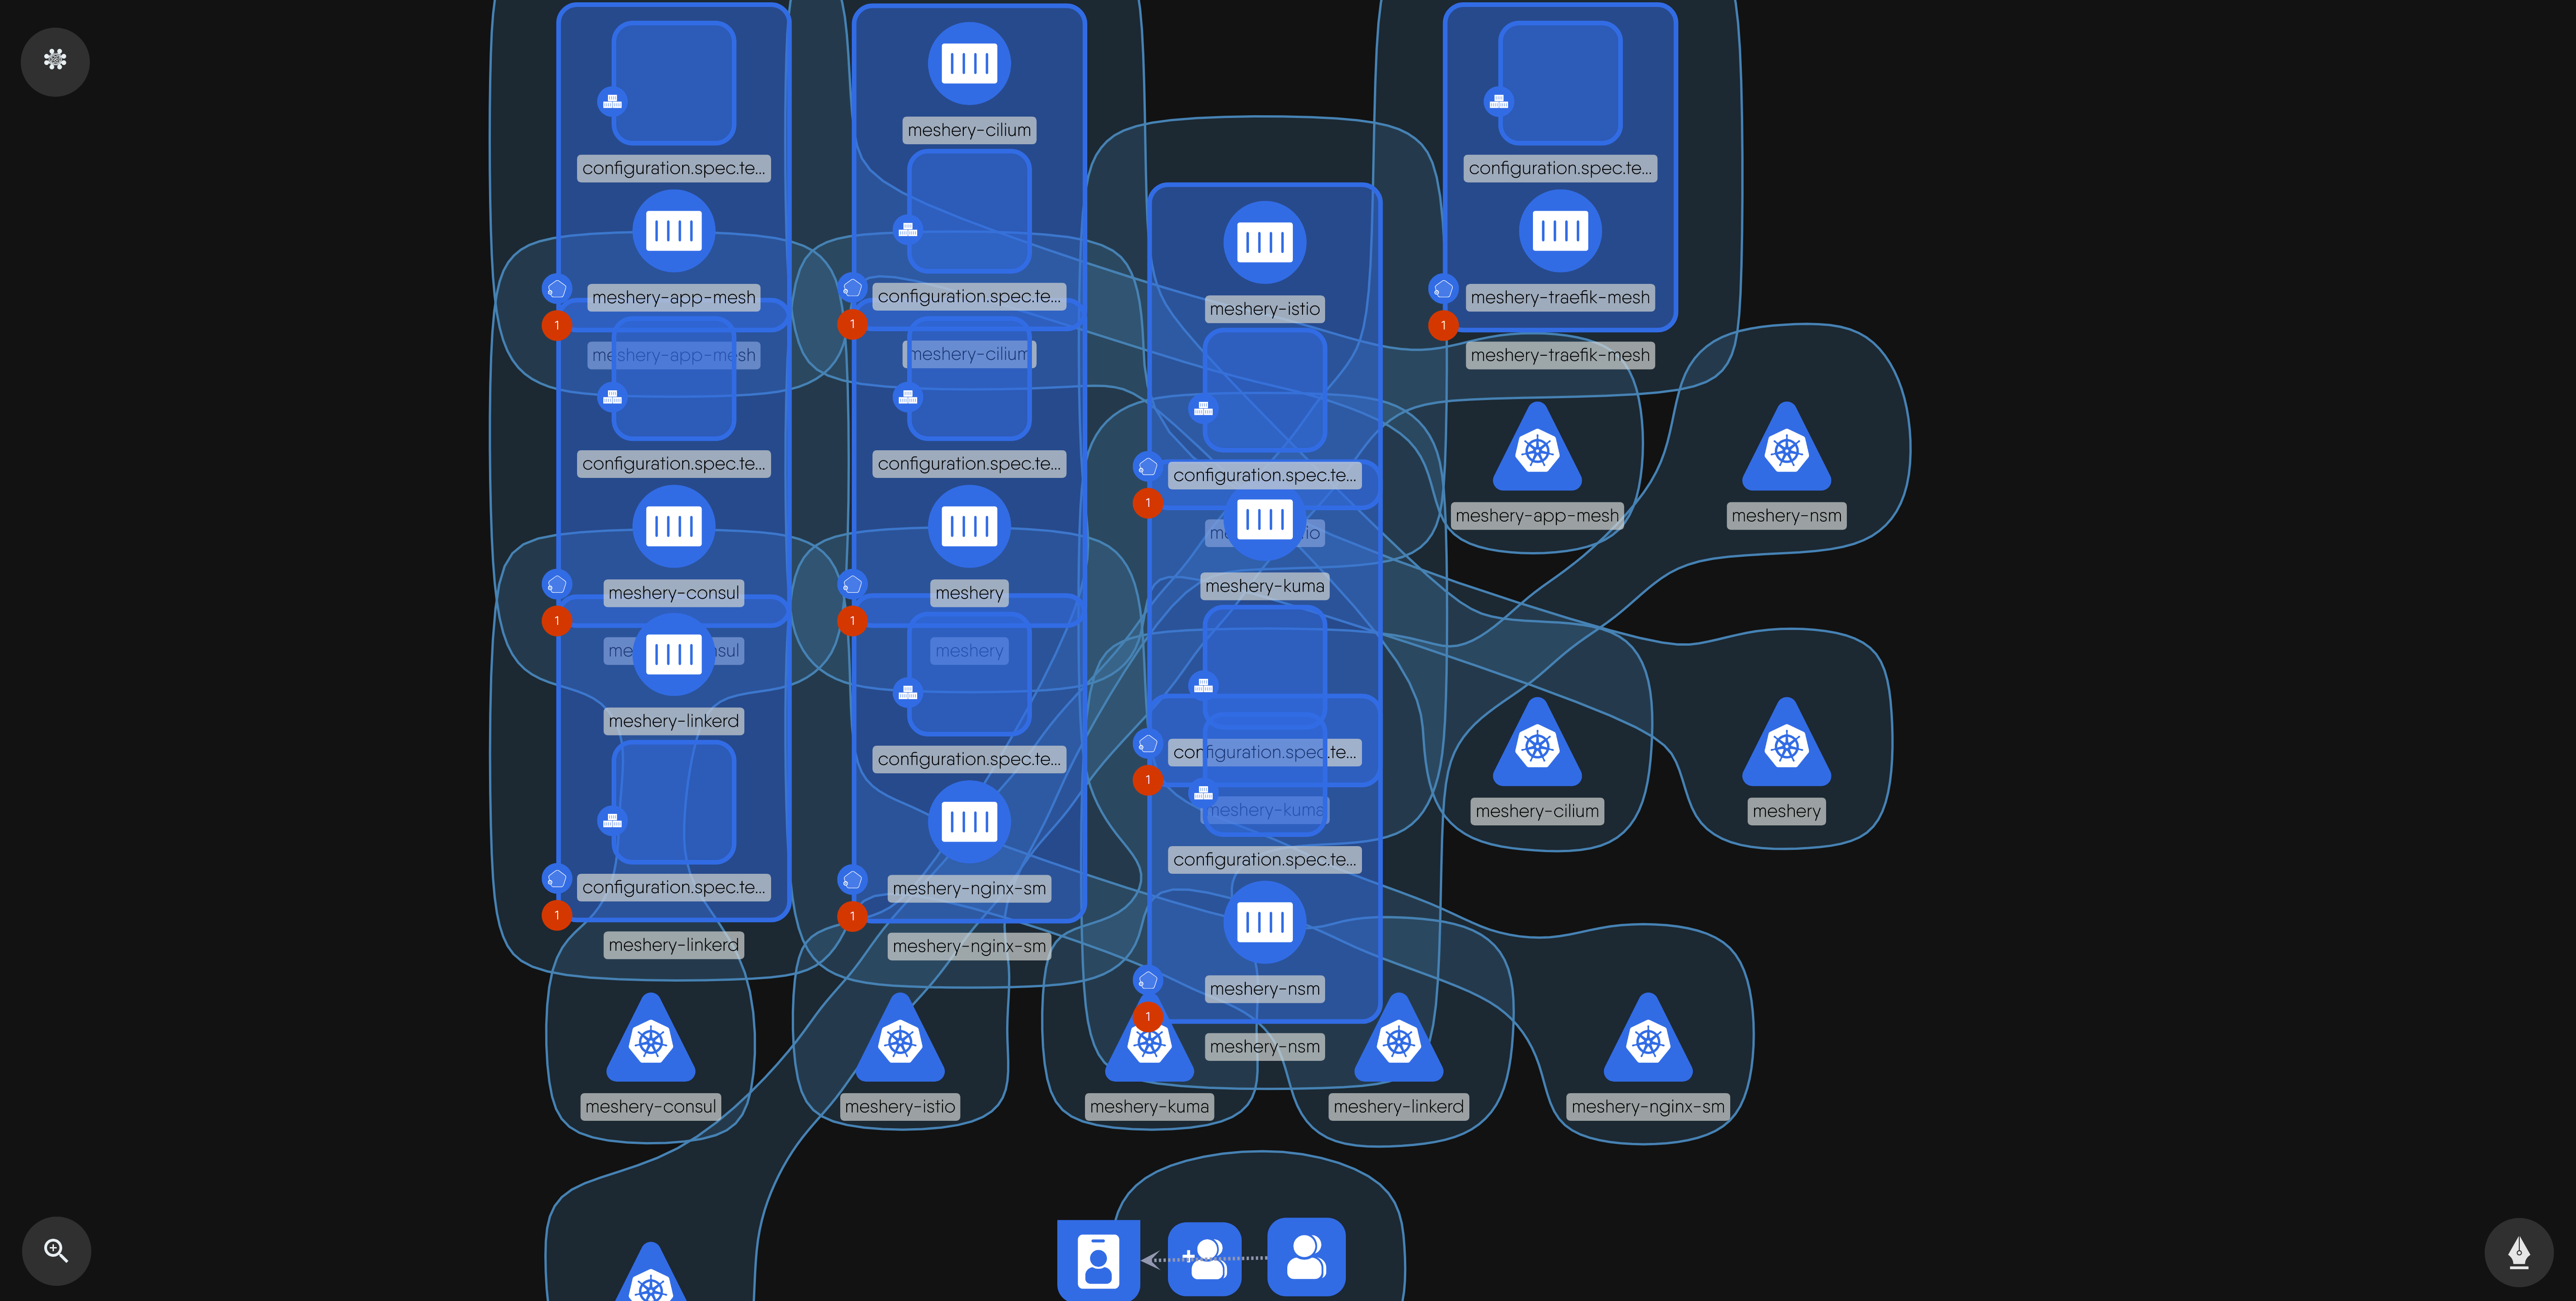 configuration.spec.te...
meshery-app-mesh
1
meshery-app-mesh
configuration.spec.te...
meshery-consul
1
meshery-linkerd
configuration.spec.te...
1
meshery-linkerd
meshery-cilium
configuration.spec.te...
1
meshery-cilium
configuration.spec.te...
meshery
1
meshery
configuration.spec.te...
meshery-nginx-sm
1
meshery-nginx-sm
meshery-istio
configuration.spec.te...
1
meshery-kuma
configuration.spec.te...
1
meshery-kuma
configuration.spec.te...
meshery-nsm
1
meshery-nsm
configuration.spec.te...
meshery-traefik-mesh
1
meshery-traefik-mesh
meshery-app-mesh
meshery-nsm
meshery-cilium
meshery
meshery-consul
meshery-istio
meshery-kuma
meshery-linkerd
meshery-nginx-sm